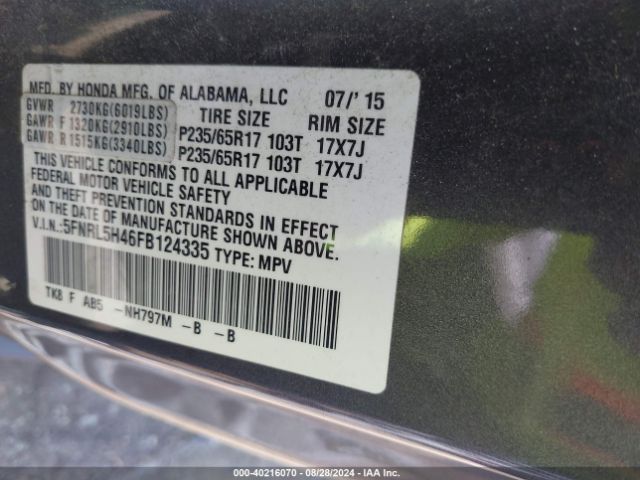 MFD. BY HONDA MFG. OF ALABAMA, LLC 07/' 15
GVWR 2730KG(6019LBS) TIRE SIZE RIM SIZE
GAWR F 1320KG(2910LBS) P235/65R17 103T 17X7J
GAWR R 1515KG(3340LBS) P235/65R17 103T 17X7J
THIS VEHICLE CONFORMS TO ALL APPLICABLE
FEDERAL MOTOR VEHICLE SAFETY
AND THEFT PREVENTION STANDARDS IN EFFECT
ON THE DATE OF MANUFACTURE SHOWN ABOVE.
V.I.N.:5FNRL5H46FB124335 TYPE: MPV
TK8 F AB5 -NH797M -B -B
000-40216070 — 08/28/2024 — IAA Inc.